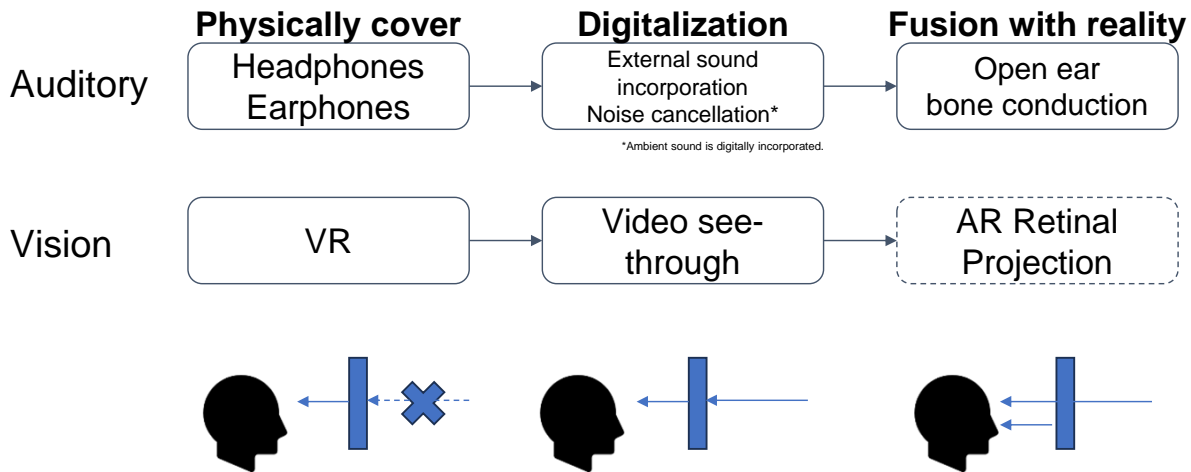 Physically cover
Digitalization
Fusion with reality
Auditory
Headphones
Earphones
External sound
incorporation
Noise cancellation*
Open ear
bone conduction
*Ambient sound is digitally incorporated.
Vision
VR
Video see-
through
AR Retinal
Projection